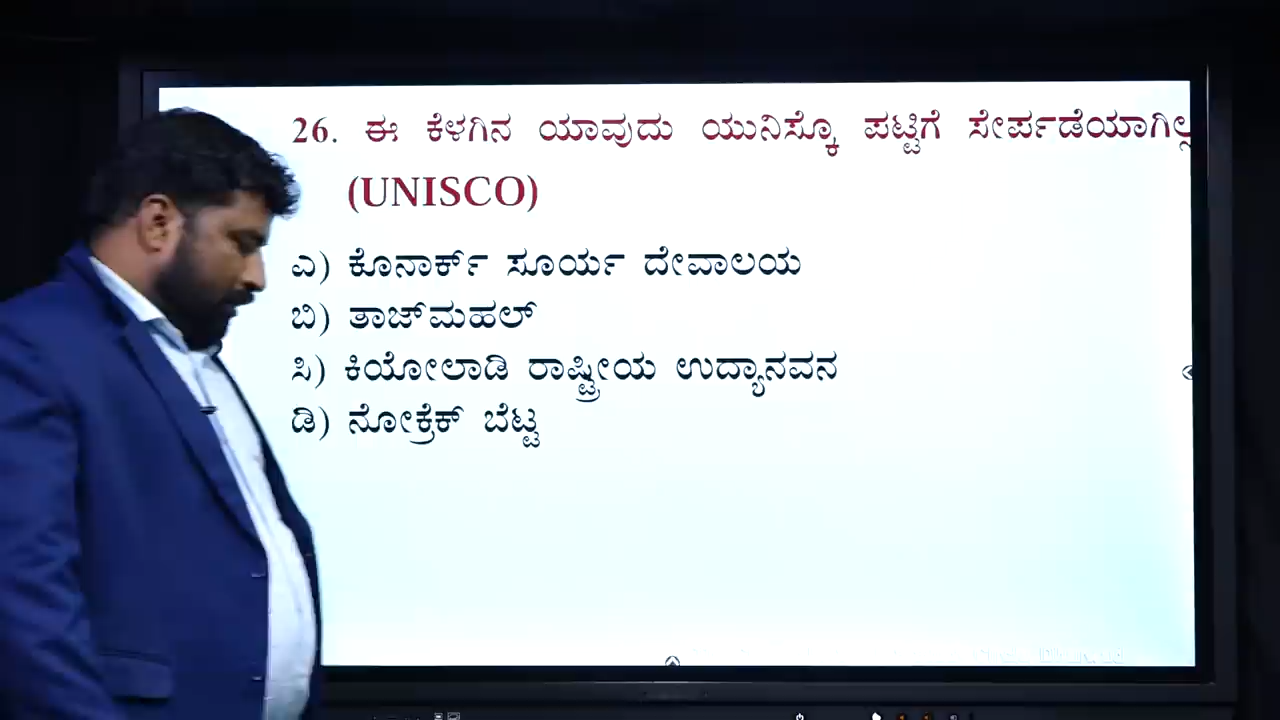 26. ಈ ಕೆಳಗಿನ ಯಾವುದು ಯುನಿಸ್ಕೊ ಪಟ್ಟಿಗೆ ಸೇರ್ಪಡೆಯಾಗಿಲ್ಲ
(UNISCO)
ಎ) ಕೊನಾರ್ಕ್ ಸೂರ್ಯ ದೇವಾಲಯ
ಬಿ) ತಾಜ್‌ಮಹಲ್
ಸಿ) ಕಿಯೋಲಾಡಿ ರಾಷ್ಟ್ರೀಯ ಉದ್ಯಾನವನ
ಡಿ) ನೋಕ್ರೆಕ್ ಬೆಟ್ಟ